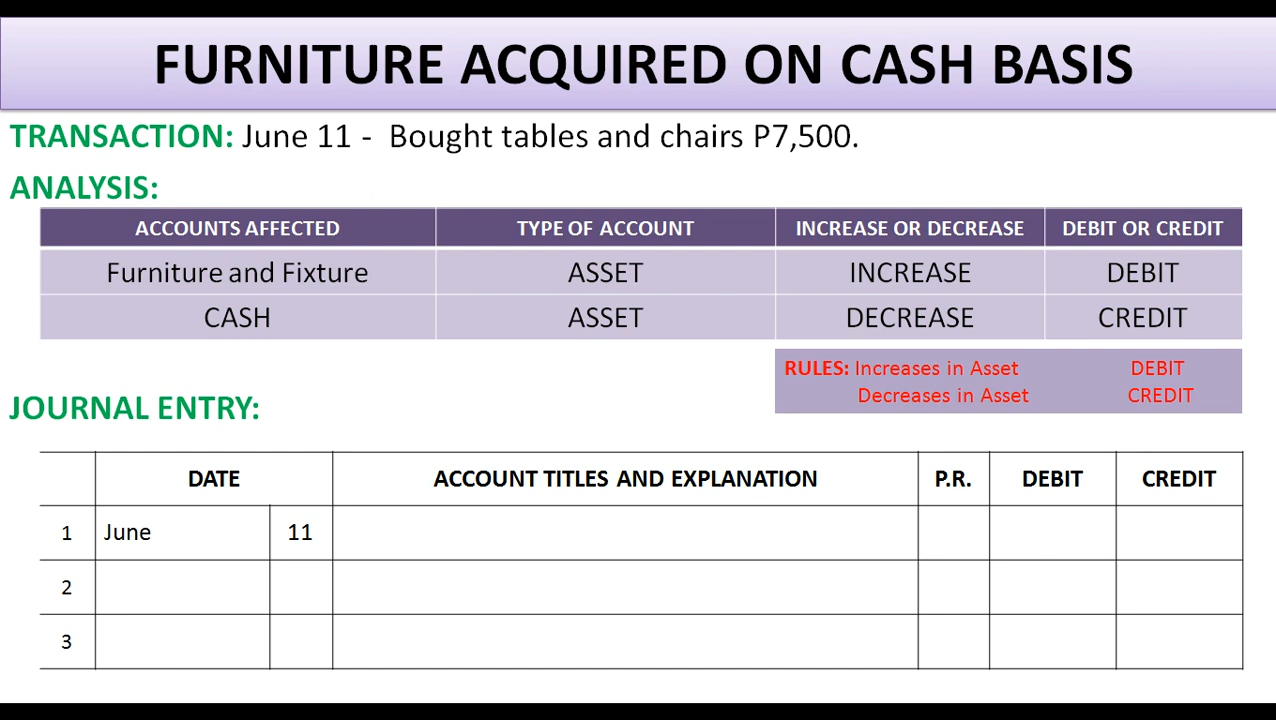 FURNITURE ACQUIRED ON CASH BASIS
TRANSACTION: June 11 - Bought tables and chairs P7,500.
ANALYSIS:
ACCOUNTS AFFECTED TYPE OF ACCOUNT INCREASE OR DECREASE DEBIT OR CREDIT
Furniture and Fixture ASSET INCREASE DEBIT
CASH ASSET DECREASE CREDIT
RULES: Increases in Asset DEBIT
Decreases in Asset CREDIT
JOURNAL ENTRY:
DATE ACCOUNT TITLES AND EXPLANATION P.R. DEBIT CREDIT
1 June 11
2
3